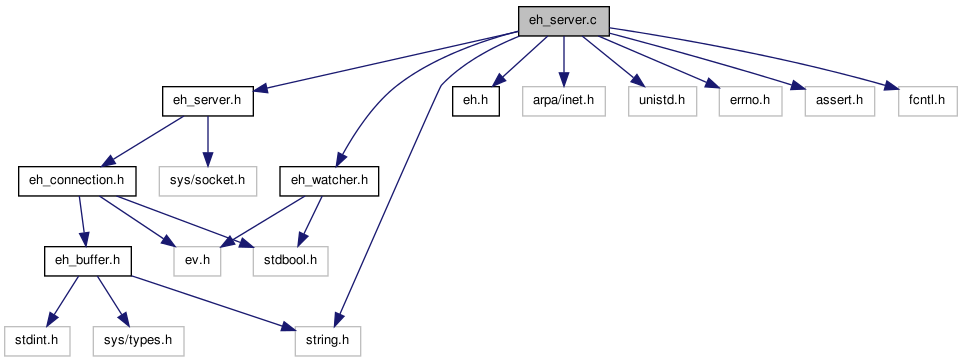 eh_server.c
eh_server.h
eh.h
arpa/inet.h
unistd.h
errno.h
assert.h
fcntl.h
eh_connection.h
sys/socket.h
eh_watcher.h
eh_buffer.h
ev.h
stdbool.h
stdint.h
sys/types.h
string.h